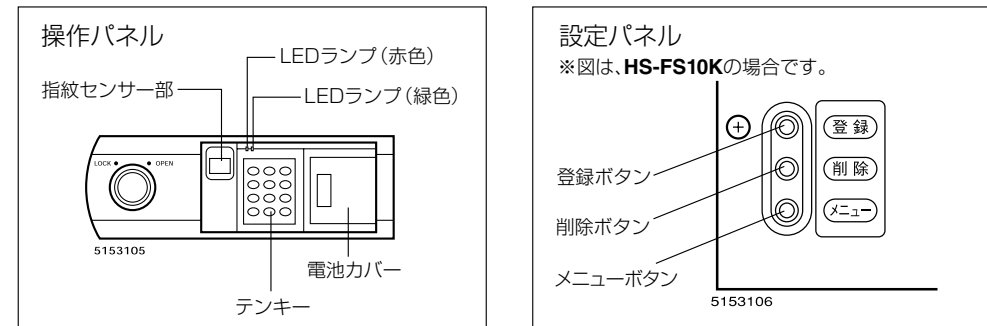 操作パネル
LEDランプ（赤色）
指紋センサー部
LEDランプ（緑色）
LOCK ● ● OPEN
5153105
電池カバー
テンキー
設定パネル
※図は、HS-FS10Kの場合です。
登録
登録ボタン
削除
削除ボタン
メニュー
メニューボタン
5153106